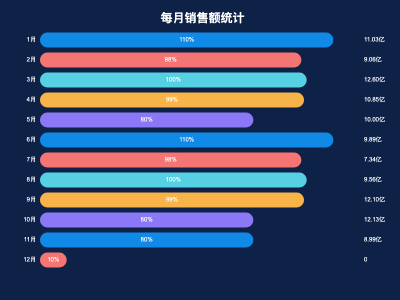 每月销售额统计
1月 110% 11.03亿
2月 98% 9.06亿
3月 100% 12.60亿
4月 99% 10.85亿
5月 80% 10.00亿
6月 110% 9.89亿
7月 98% 7.34亿
8月 100% 9.56亿
9月 99% 12.10亿
10月 80% 12.13亿
11月 80% 8.99亿
12月 10% 0